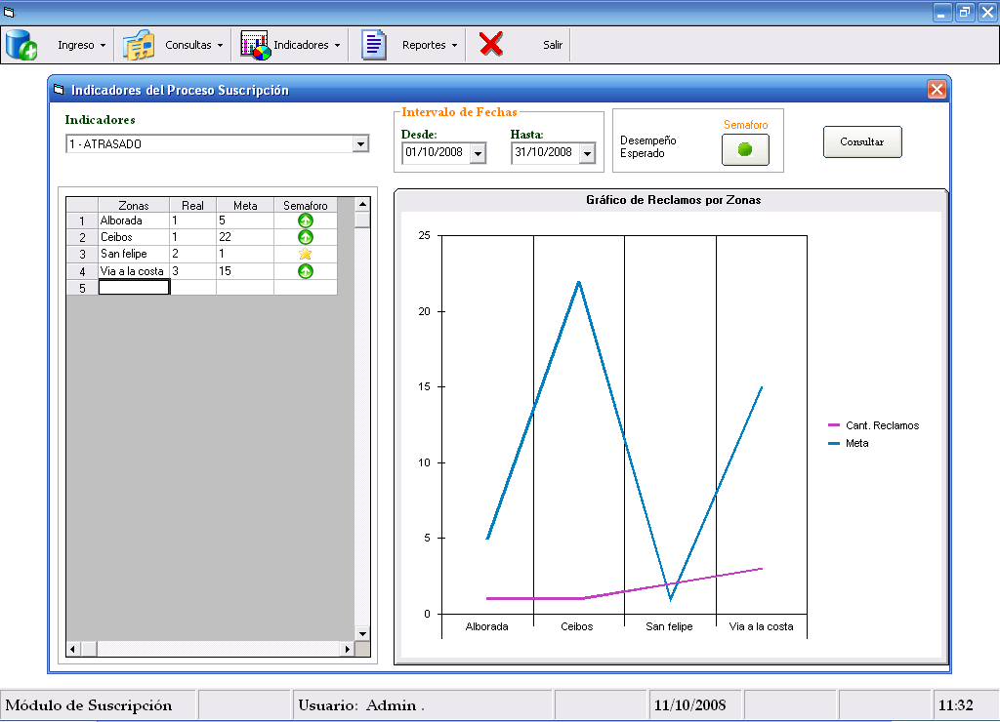 Ingreso Consultas Indicadores Reportes Salir
Indicadores del Proceso Suscripción
Indicadores
1 - ATRASADO
Intervalo de Fechas
Desde: Hasta:
01/10/2008 31/10/2008
Desempeño
Esperado
Semaforo
Consultar
Zonas Real Meta Semaforo
1 Alborada 1 5
2 Ceibos 1 22
3 San felipe 2 1
4 Via a la costa 3 15
5
Gráfico de Reclamos por Zonas
25
20
15
10
5
0
Alborada Ceibos San felipe Via a la costa
Cant. Reclamos
Meta
Módulo de Suscripción Usuario: Admin . 11/10/2008 11:32